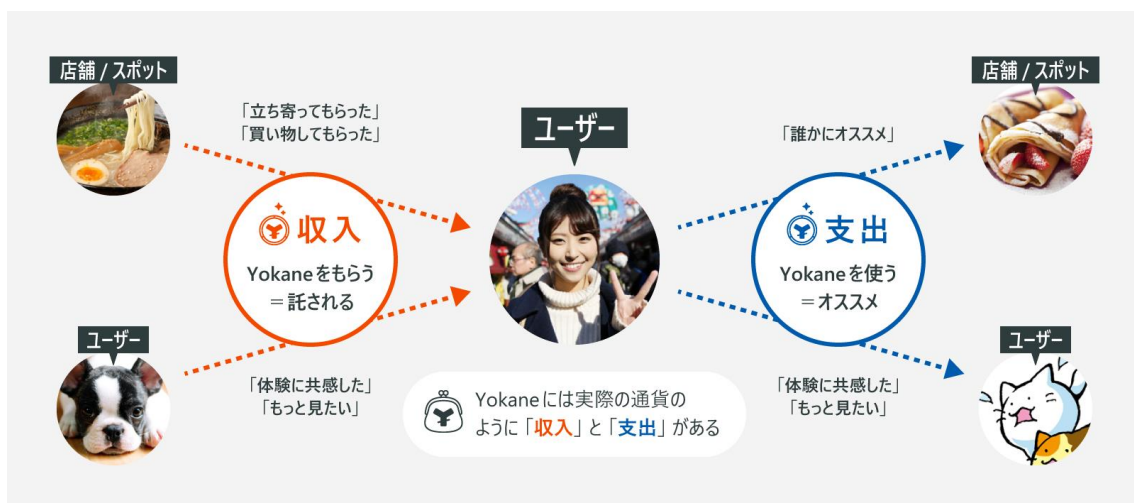 店舗 / スポット
「立ち寄ってもらった」
「買い物してもらった」
収入
Yokaneをもらう
＝託される
ユーザー
「体験に共感した」
「もっと見たい」
ユーザー
Yokaneには実際の通貨の
ように「収入」と「支出」がある
店舗 / スポット
「誰かにオススメ」
支出
Yokaneを使う
＝オススメ
ユーザー
「体験に共感した」
「もっと見たい」